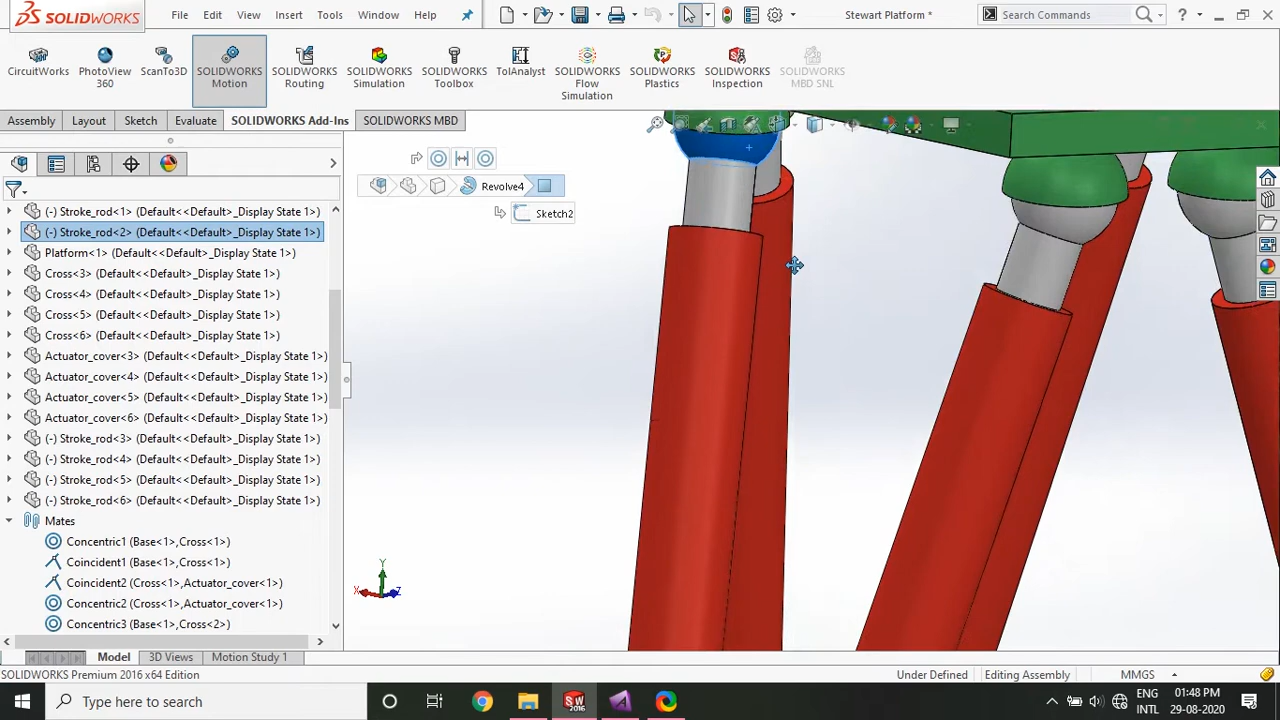 SOLIDWORKS
File
Edit
View
Insert
Tools
Window
Help
Stewart Platform *
Search Commands
CircuitWorks
PhotoView
360
ScanTo3D
SOLIDWORKS
Motion
SOLIDWORKS
Routing
SOLIDWORKS
Simulation
SOLIDWORKS
Toolbox
TolAnalyst
SOLIDWORKS
Flow
Simulation
SOLIDWORKS
Plastics
SOLIDWORKS
Inspection
SOLIDWORKS
MBD SNL
Assembly
Layout
Sketch
Evaluate
SOLIDWORKS Add-Ins
SOLIDWORKS MBD
Revolve4
Sketch2
(-) Stroke_rod<1> (Default<<Default>_Display State 1>)
(-) Stroke_rod<2> (Default<<Default>_Display State 1>)
Platform<1> (Default<<Default>_Display State 1>)
Cross<3> (Default<<Default>_Display State 1>)
Cross<4> (Default<<Default>_Display State 1>)
Cross<5> (Default<<Default>_Display State 1>)
Cross<6> (Default<<Default>_Display State 1>)
Actuator_cover<3> (Default<<Default>_Display State 1>)
Actuator_cover<4> (Default<<Default>_Display State 1>)
Actuator_cover<5> (Default<<Default>_Display State 1>)
Actuator_cover<6> (Default<<Default>_Display State 1>)
(-) Stroke_rod<3> (Default<<Default>_Display State 1>)
(-) Stroke_rod<4> (Default<<Default>_Display State 1>)
(-) Stroke_rod<5> (Default<<Default>_Display State 1>)
(-) Stroke_rod<6> (Default<<Default>_Display State 1>)
Mates
Concentric1 (Base<1>,Cross<1>)
Coincident1 (Base<1>,Cross<1>)
Coincident2 (Cross<1>,Actuator_cover<1>)
Concentric2 (Cross<1>,Actuator_cover<1>)
Concentric3 (Base<1>,Cross<2>)
Y
X
Z
Model
3D Views
Motion Study 1
SOLIDWORKS Premium 2016 x64 Edition
Under Defined
Editing Assembly
MMGS
Type here to search
SW
2016
ENG
INTL
01:48 PM
29-08-2020